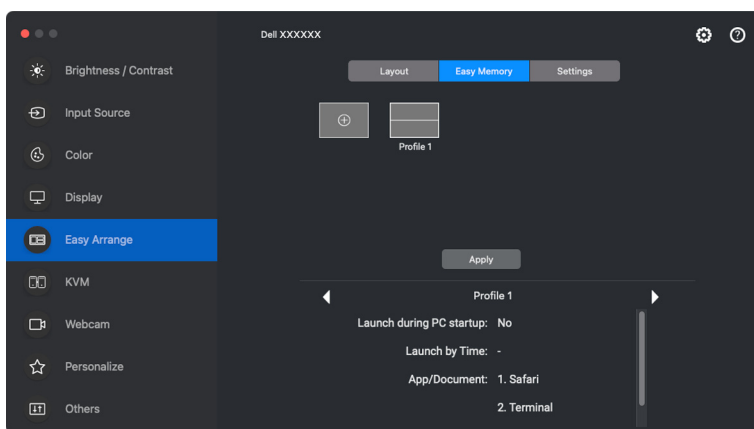 Dell XXXXXX
Brightness / Contrast
Input Source
Color
Display
Easy Arrange
KVM
Webcam
Personalize
Others
Layout Easy Memory Settings
Profile 1
Apply
Profile 1
Launch during PC startup: No
Launch by Time: -
App/Document: 1. Safari
2. Terminal